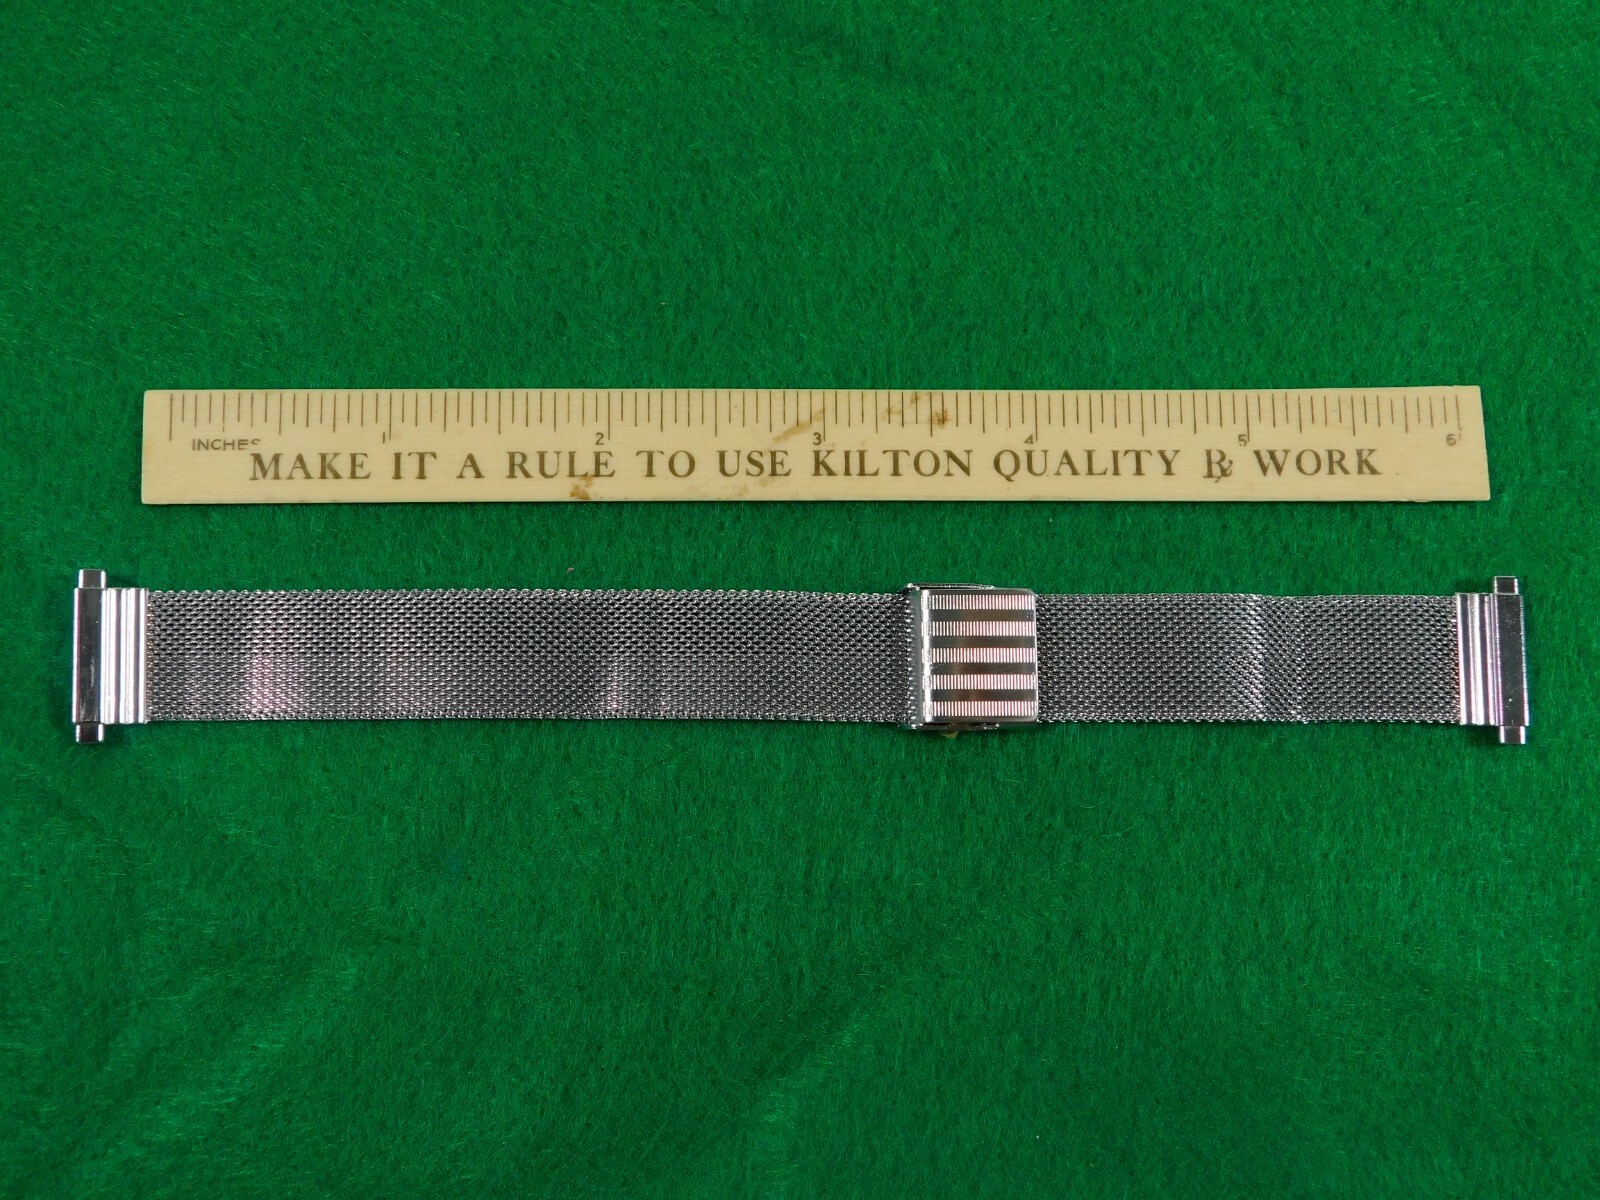 1 2 3 4 5 6
INCHES
MAKE IT A RULE TO USE KILTON QUALITY ℞ WORK